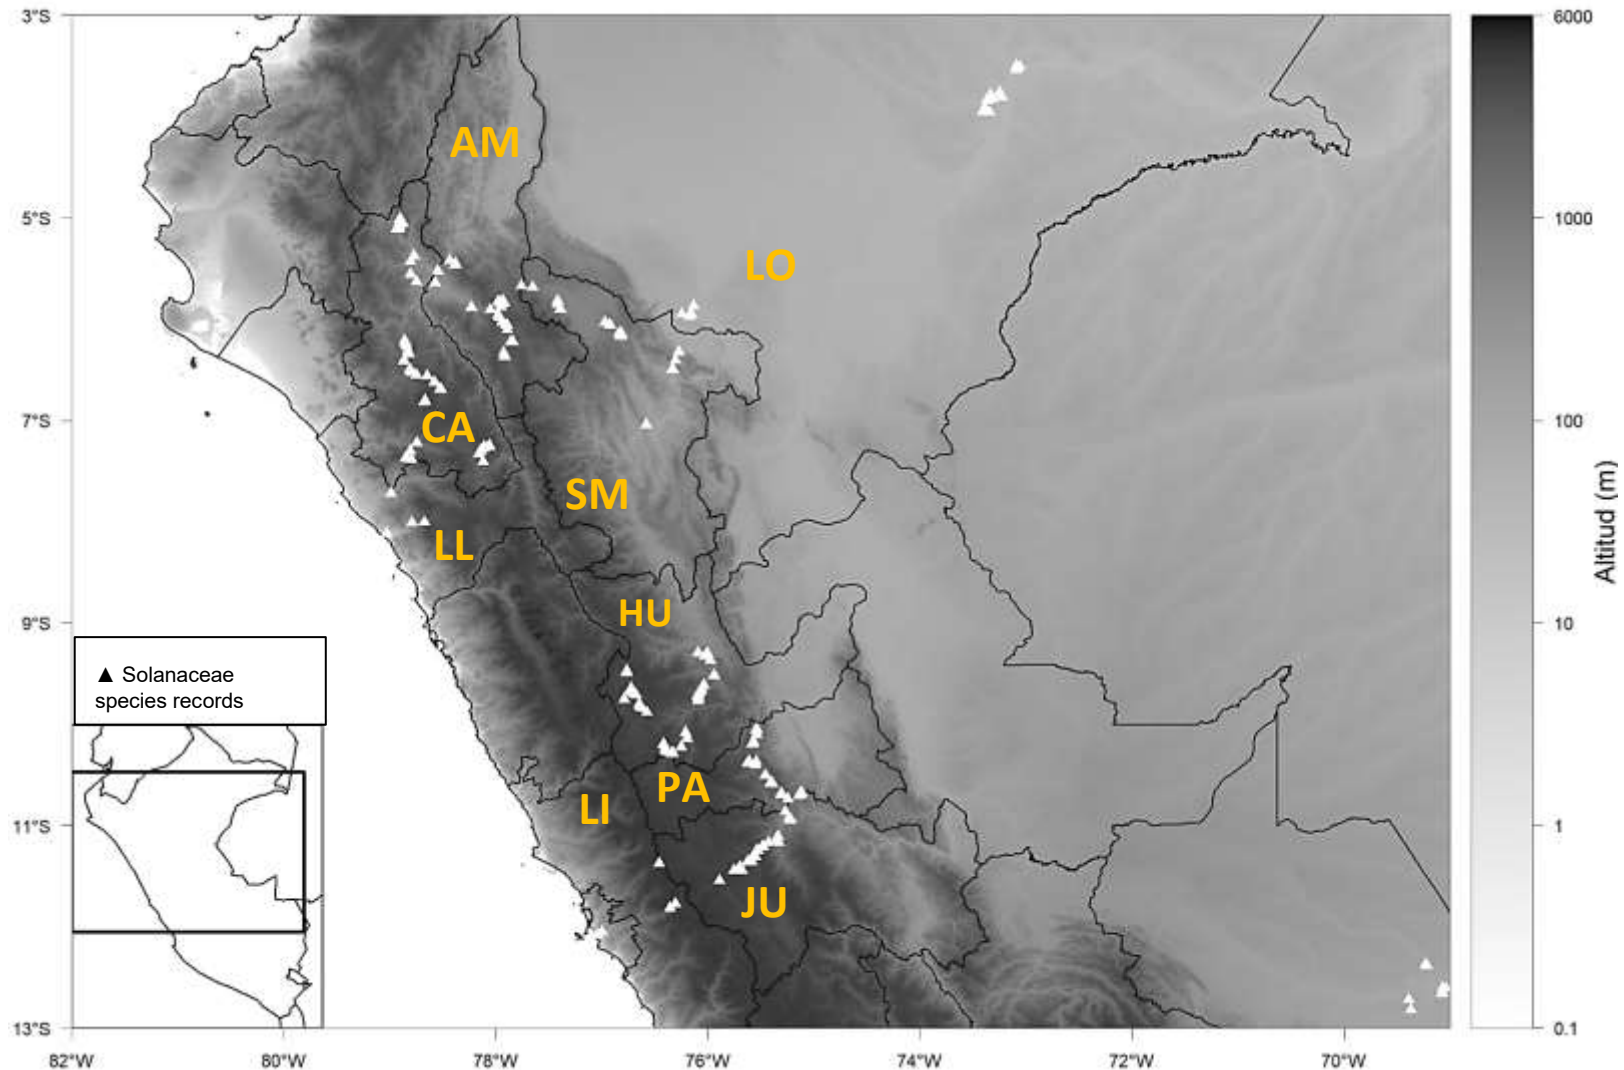 3°S
6000
AM
5°S
1000
LO
7°S
100
CA
SM
Altitud (m)
LL
9°S
HU
10
▲ Solanaceae
species records
PA
LI
11°S
1
JU
13°S
0.1
82°W
80°W
78°W
76°W
74°W
72°W
70°W